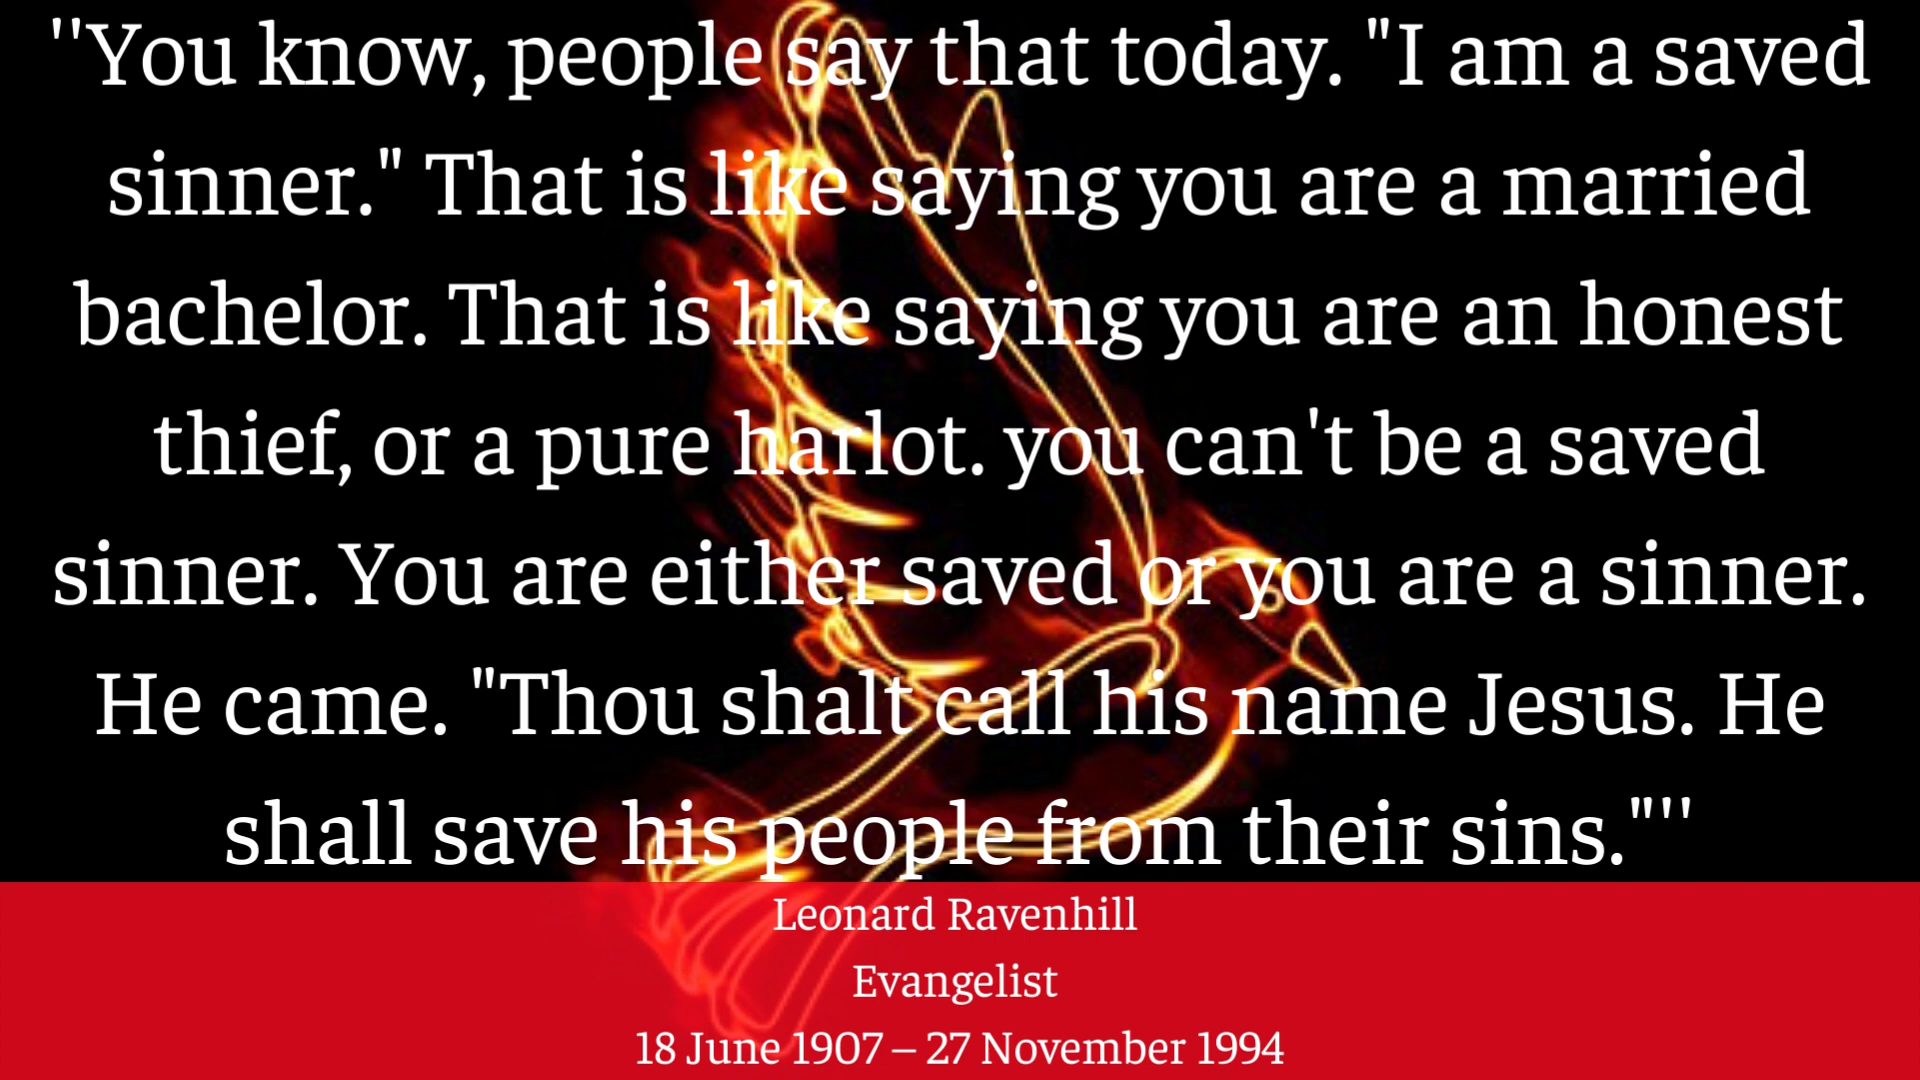 ''You know, people say that today. "I am a saved
sinner." That is like saying you are a married
bachelor. That is like saying you are an honest
thief, or a pure harlot. you can't be a saved
sinner. You are either saved or you are a sinner.
He came. "Thou shalt call his name Jesus. He
shall save his people from their sins."''
Leonard Ravenhill
Evangelist
18 June 1907 – 27 November 1994